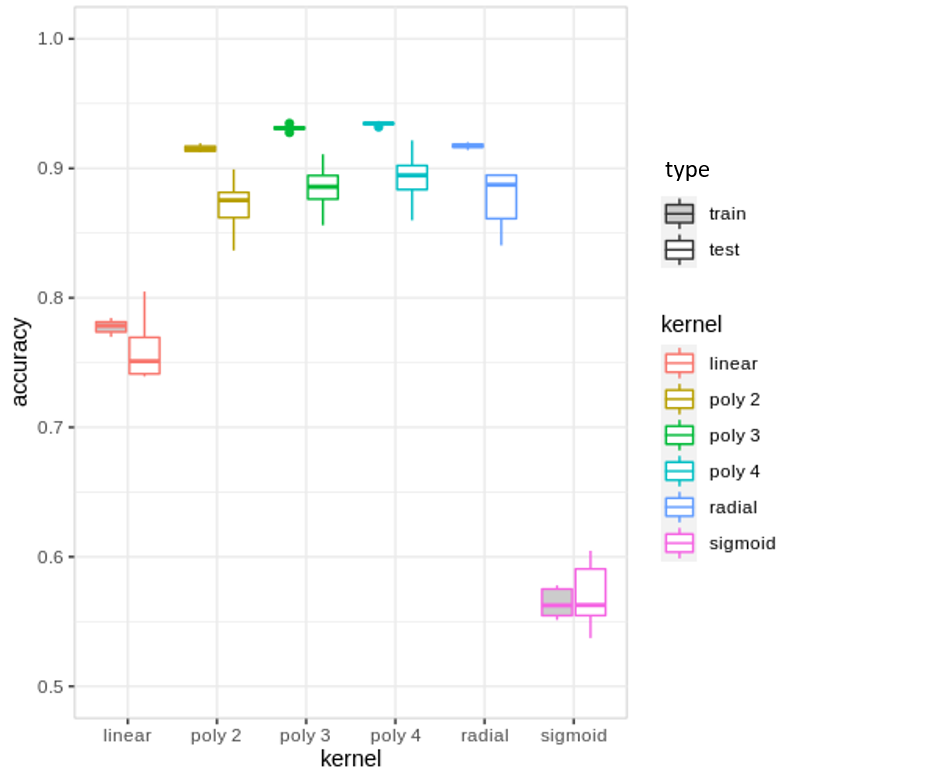 1.0
0.9
0.8
0.7
0.6
0.5
accuracy
linear
poly 2
poly 3
poly 4
radial
sigmoid
kernel
type
train
test
kernel
linear
poly 2
poly 3
poly 4
radial
sigmoid